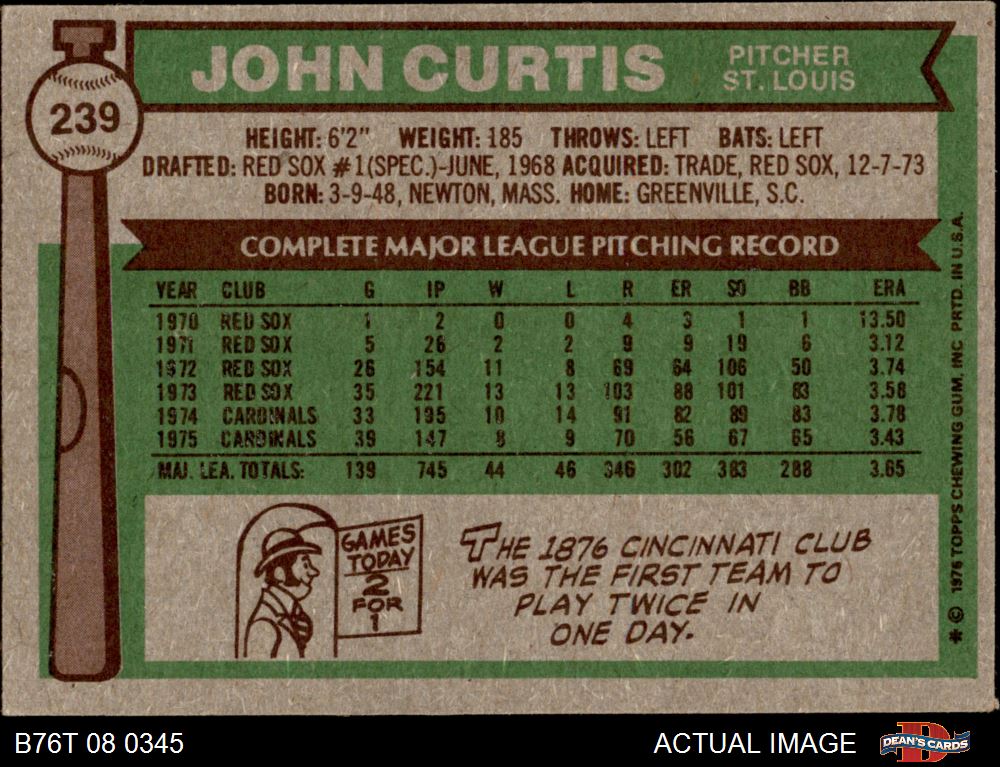 JOHN CURTIS
PITCHER
ST. LOUIS
239
HEIGHT: 6'2" WEIGHT: 185 THROWS: LEFT BATS: LEFT
DRAFTED: RED SOX #1(SPEC.)-JUNE, 1968 ACQUIRED: TRADE, RED SOX, 12-7-73
BORN: 3-9-48, NEWTON, MASS. HOME: GREENVILLE, S.C.
COMPLETE MAJOR LEAGUE PITCHING RECORD
YEAR CLUB G IP W L R ER SO BB ERA
1970 RED SOX 1 2 0 0 4 3 1 1 13.50
1971 RED SOX 5 26 2 2 9 9 19 6 3.12
1972 RED SOX 26 154 11 8 69 64 106 50 3.74
1973 RED SOX 35 221 13 13 103 88 101 83 3.58
1974 CARDINALS 33 195 10 14 91 82 89 83 3.78
1975 CARDINALS 39 147 8 9 70 56 67 65 3.43
MAJ. LEA. TOTALS: 139 745 44 46 346 302 383 288 3.65
GAMES
TODAY
2
FOR
1
THE 1876 CINCINNATI CLUB
WAS THE FIRST TEAM TO
PLAY TWICE IN
ONE DAY.
* © 1976 TOPPS CHEWING GUM, INC. PRTD. IN U.S.A.
B76T 08 0345
ACTUAL IMAGE
D
DEAN'S CARDS